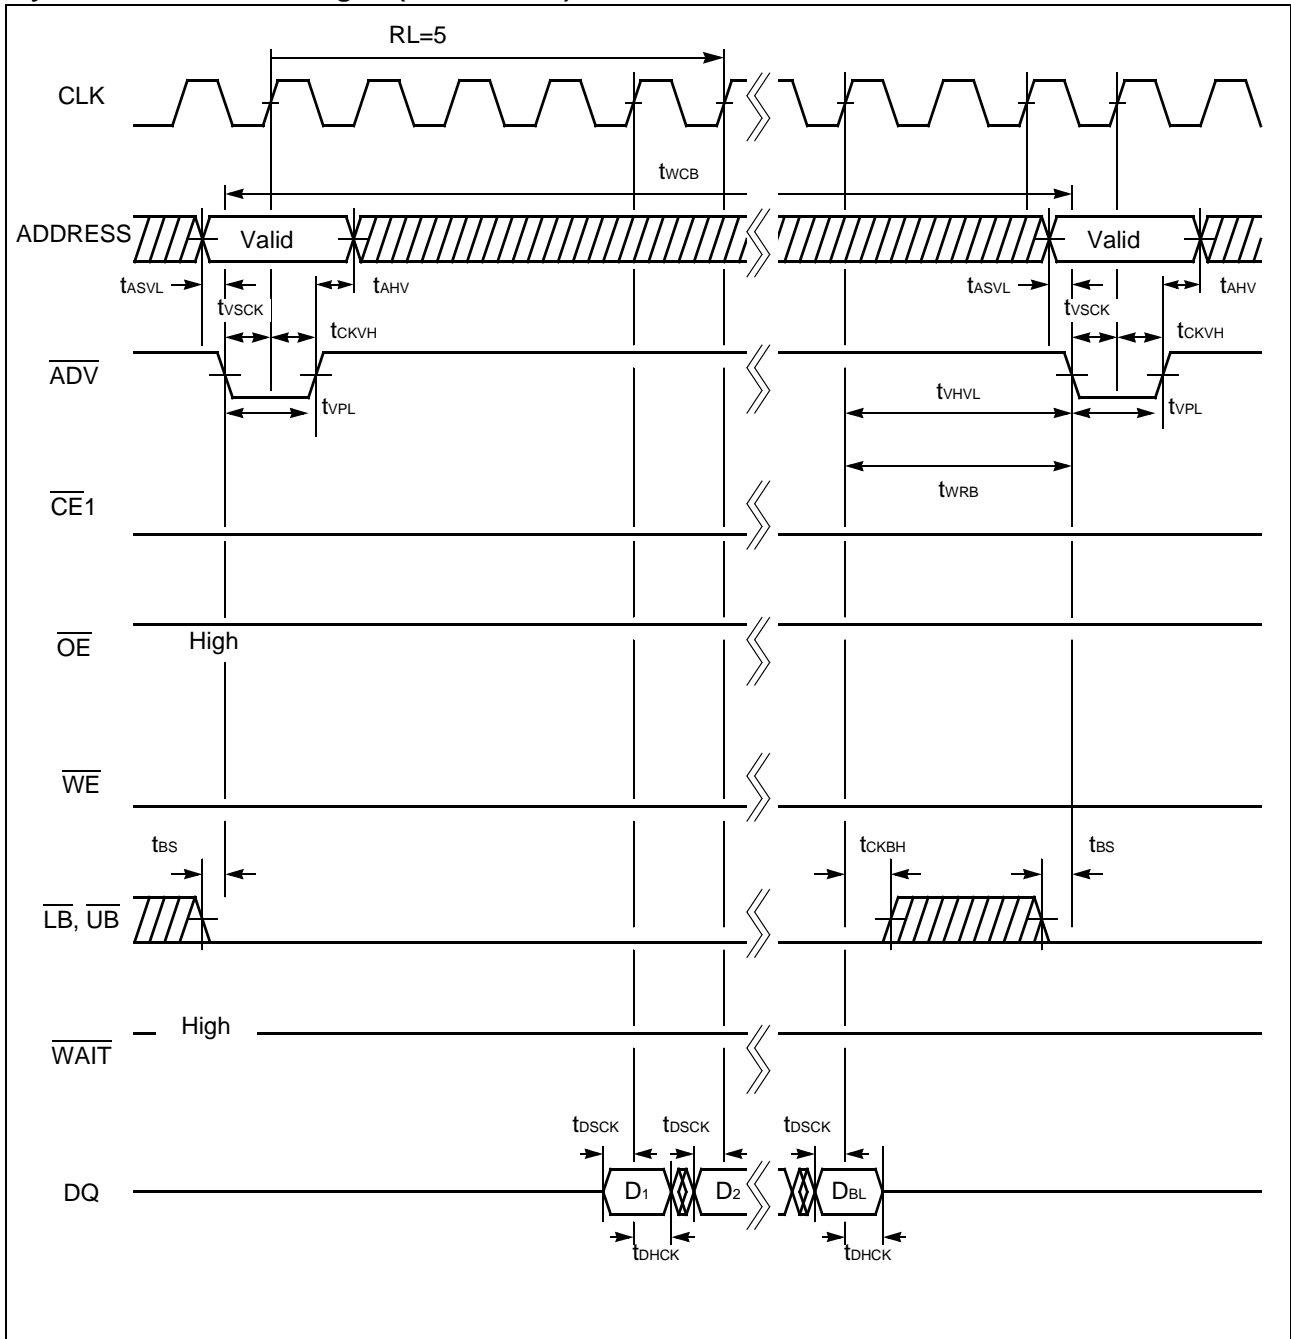 RL=5
CLK
tWCB
ADDRESS Valid Valid
tASVL tAHV tASVL tAHV
tVSCK tVSCK
tCKVH tCKVH
ADV
tVPL tVHVL tVPL
tWRB
CE1
High
OE
WE
tBS tCKBH tBS
LB, UB
High
WAIT
tDSCK tDSCK tDSCK
DQ D1 D2 DBL
tDHCK tDHCK